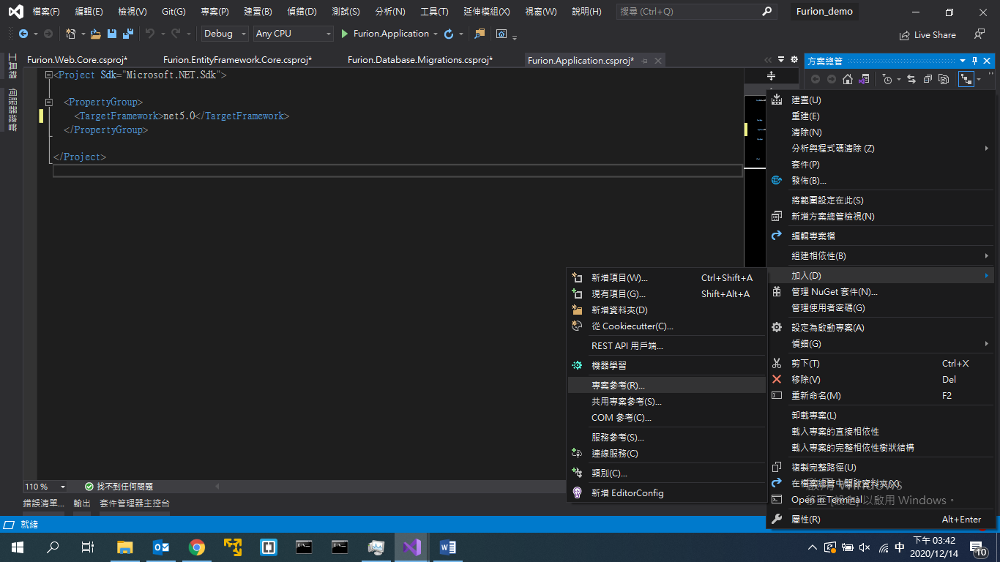 檔案(F) 編輯(E) 檢視(V) Git(G) 專案(P) 建置(B) 偵錯(D) 測試(S) 分析(N) 工具(T) 延伸模組(X) 視窗(W) 說明(H) 搜尋 (Ctrl+Q) Furion_demo
Debug Any CPU Furion.Application Live Share
工具箱
伺服器總管
Furion.Web.Core.csproj* Furion.EntityFramework.Core.csproj* Furion.Database.Migrations.csproj* Furion.Application.csproj*
<Project Sdk="Microsoft.NET.Sdk">
<PropertyGroup>
<TargetFramework>net5.0</TargetFramework>
</PropertyGroup>
</Project>
方案總管
建置(U)
重建(E)
清除(N)
分析與程式碼清除 (Z)
套件(P)
發佈(B)...
將範圍設定在此(S)
新增方案總管檢視(N)
編輯專案檔
組建相依性(B)
加入(D)
管理 NuGet 套件(N)...
管理使用者密碼(G)
設定為啟動專案(A)
偵錯(G)
剪下(T) Ctrl+X
移除(V) Del
重新命名(M) F2
卸載專案(L)
載入專案的直接相依性
載入專案的完整相依性樹狀結構
複製完整路徑(U)
在檔案總管中開啟資料夾(X)
Open in Terminal
屬性(R) Alt+Enter
新增項目(W)... Ctrl+Shift+A
現有項目(G)... Shift+Alt+A
新增資料夾(D)
從 Cookiecutter(C)...
REST API 用戶端...
機器學習
專案參考(R)...
共用專案參考(S)...
COM 參考(C)...
服務參考(S)...
連線服務(C)
類別(C)...
新增 EditorConfig
啟用 Windows
移至 [設定] 以啟用 Windows。
110 % 找不到任何問題
錯誤清單... 輸出 套件管理器主控台
就緒
中 下午 03:42
2020/12/14
10